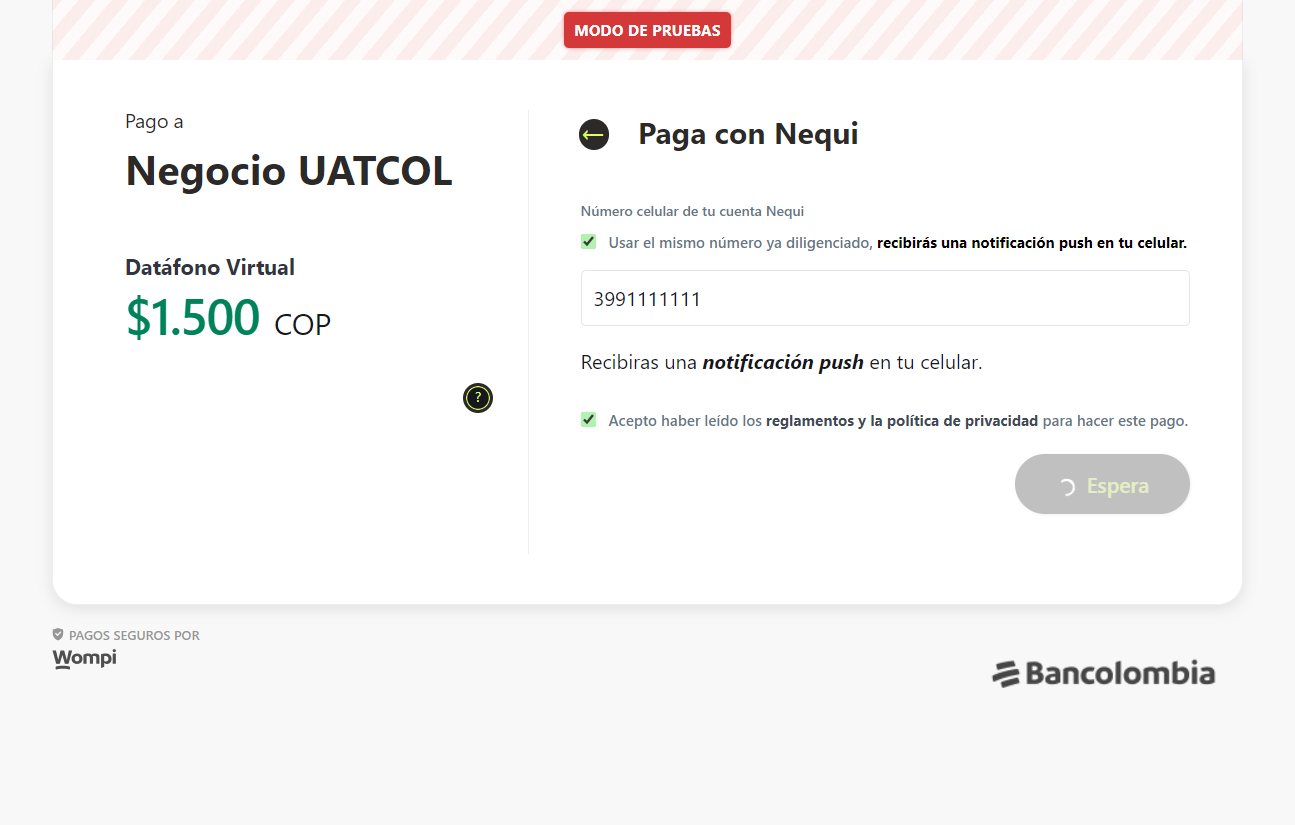 MODO DE PRUEBAS
Pago a
Negocio UATCOL
Datáfono Virtual
$1.500 COP
?
Paga con Nequi
Número celular de tu cuenta Nequi
Usar el mismo número ya diligenciado, recibirás una notificación push en tu celular.
3991111111
Recibiras una notificación push en tu celular.
Acepto haber leído los reglamentos y la política de privacidad para hacer este pago.
Espera
PAGOS SEGUROS POR
Wompi
Bancolombia